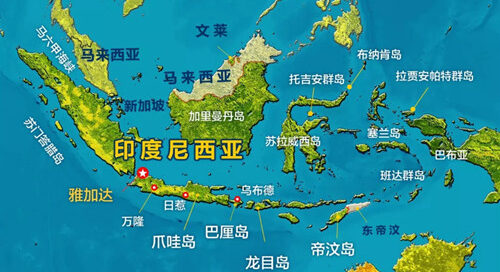 文莱
马六甲海峡
马来西亚
布纳肯岛
马来西亚
托吉安群岛
拉贾安帕特群岛
新加坡
加里曼丹岛
苏门答腊岛
苏拉威西岛
塞兰岛
印度尼西亚
巴布亚
班达群岛
雅加达
乌布德
日惹
万隆
爪哇岛
巴厘岛
龙目岛
帝汶岛
东帝汶